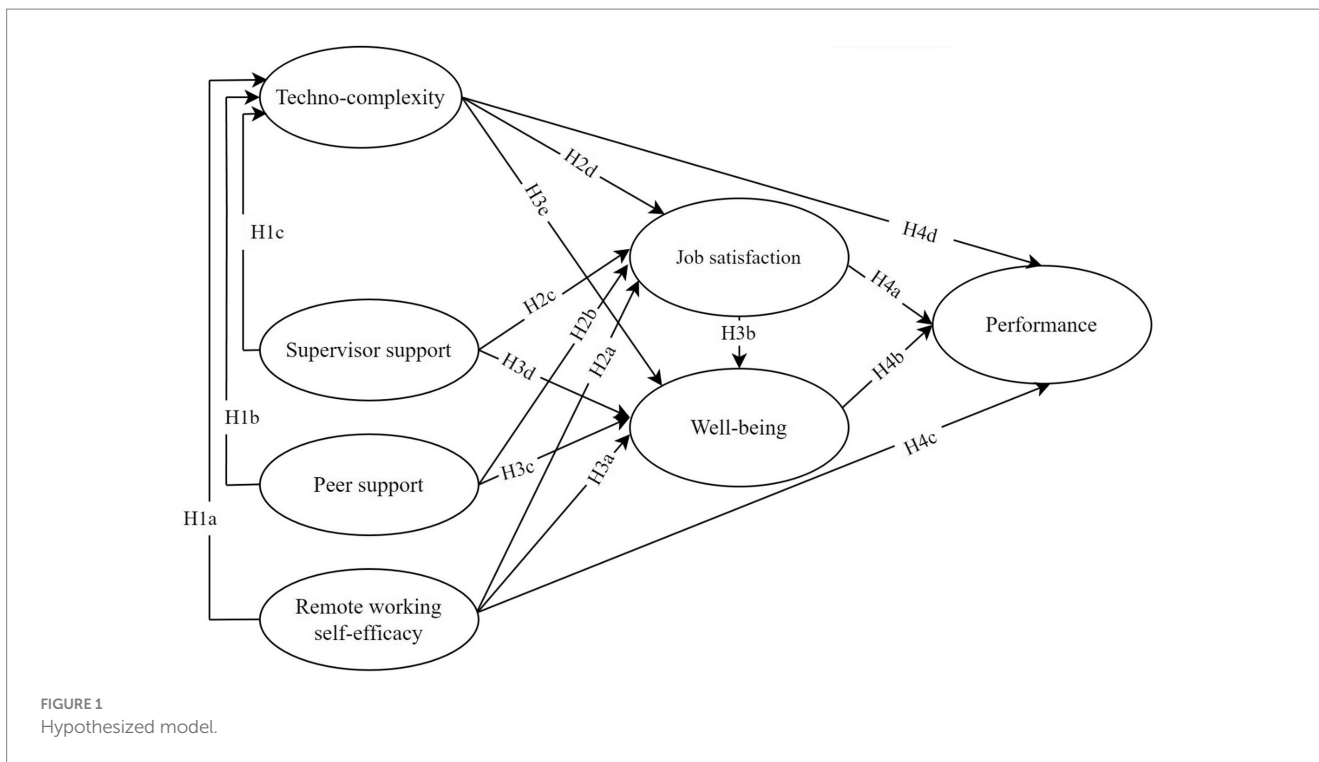 Techno-complexity
H2d
H3e
H4d
H1c
Job satisfaction
H4a
H2c
H2b
H3b
Performance
Supervisor support
H2a
H3d
H4b
H1b
Well-being
H4c
H3c
H3a
Peer support
H1a
Remote working
self-efficacy
FIGURE 1
Hypothesized model.